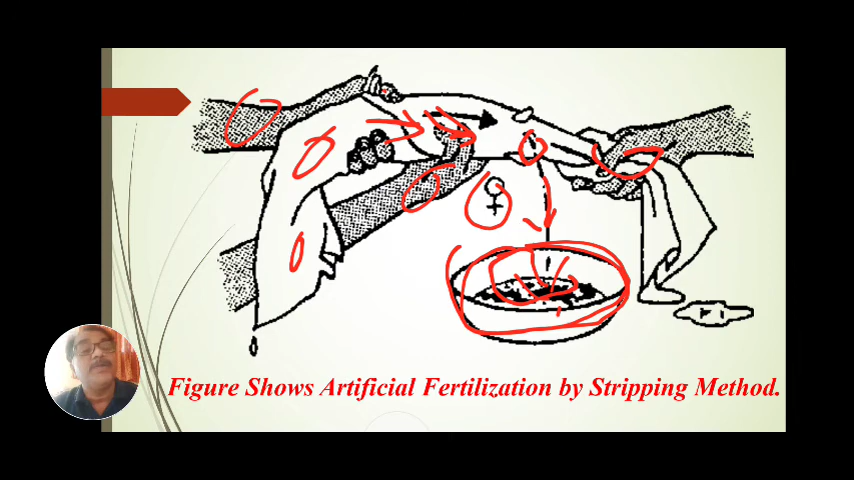 ♀
Figure Shows Artificial Fertilization by Stripping Method.